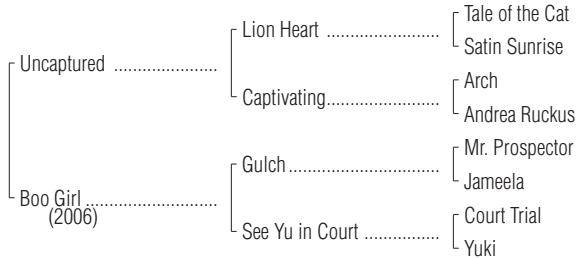 Tale of the Cat
Lion Heart ........................
Satin Sunrise
Uncaptured ......................
Arch
Captivating........................
Andrea Ruckus
Mr. Prospector
Gulch................................
Jameela
Boo Girl ............................
(2006)
Court Trial
See Yu in Court ................
Yuki